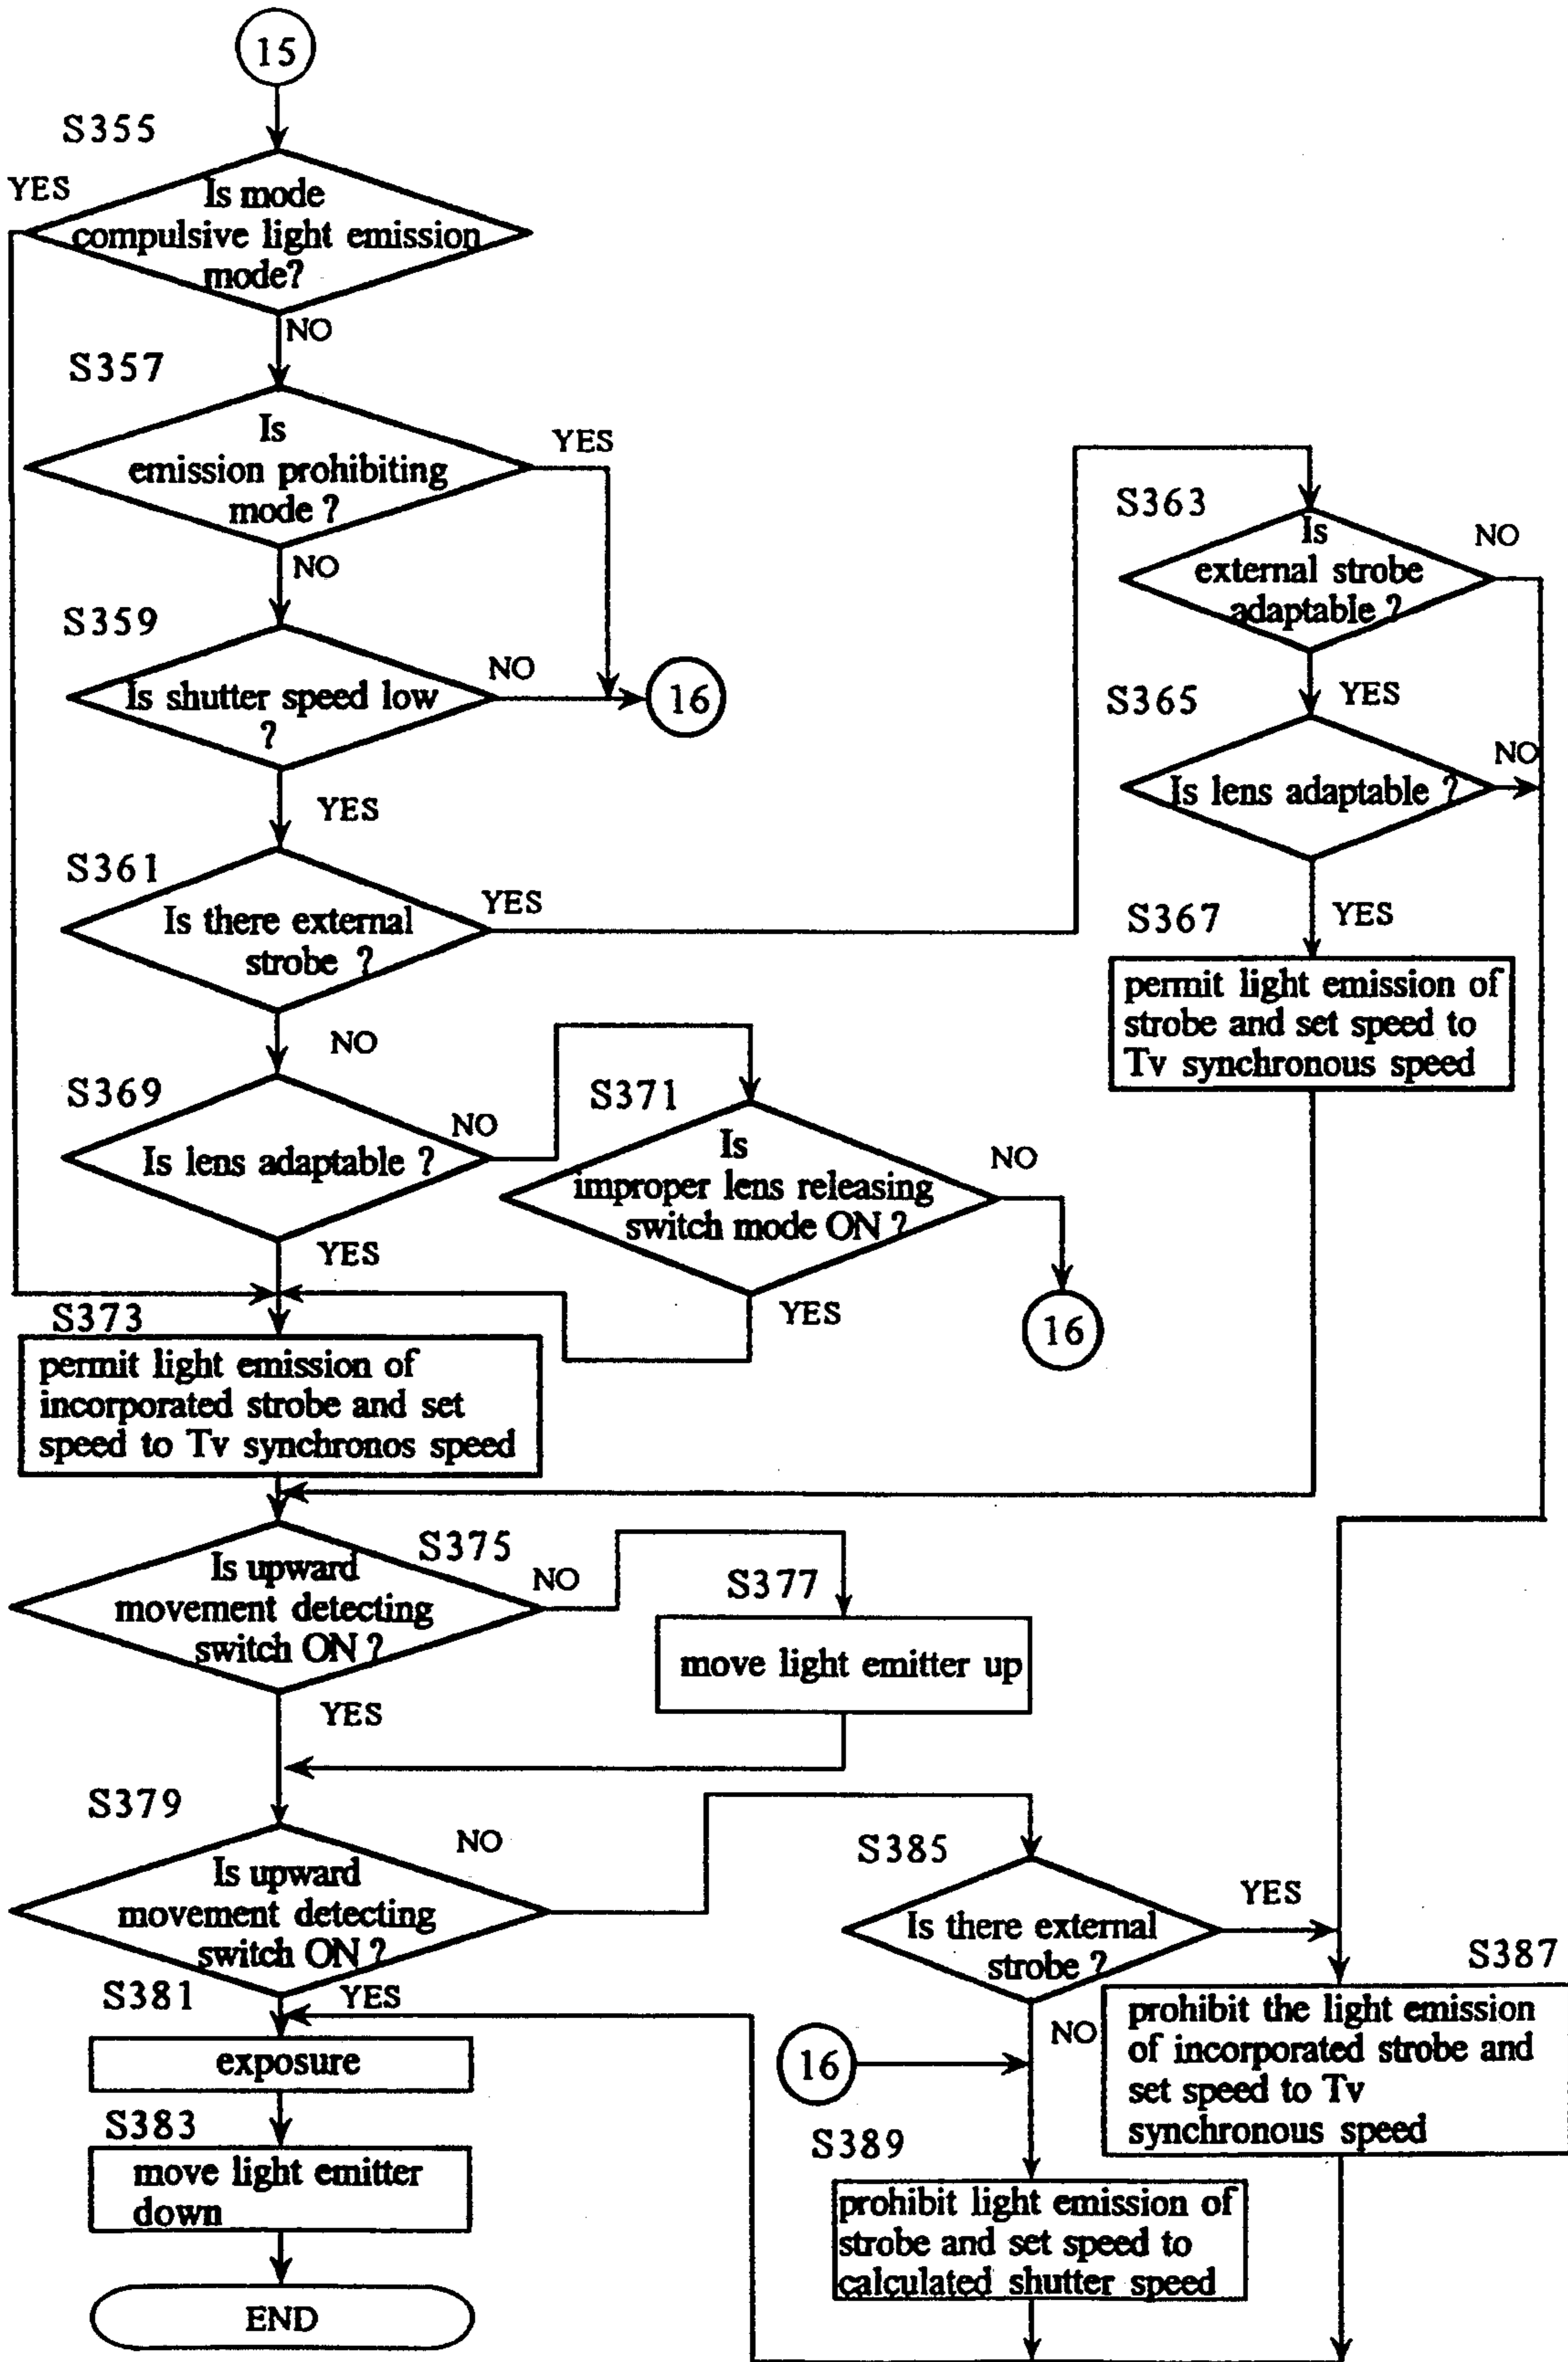 15
S355
YES
Is mode
compulsive light emission
mode?
NO
S357
Is
emission prohibiting
mode ?
YES
NO
S359
Is shutter speed low
?
NO
16
YES
S361
Is there external
strobe ?
YES
NO
S363
Is
external strobe
adaptable ?
NO
YES
S365
Is lens adaptable ?
NO
YES
S367
permit light emission of
strobe and set speed to
Tv synchronous speed
S369
Is lens adaptable ?
NO
YES
S371
Is
improper lens releasing
switch mode ON ?
NO
YES
16
S373
permit light emission of
incorporated strobe and set
speed to Tv synchronos speed
S375
Is upward
movement detecting
switch ON ?
NO
YES
S377
move light emitter up
S379
Is upward
movement detecting
switch ON ?
NO
YES
S381
exposure
S383
move light emitter
down
END
S385
Is there external
strobe ?
YES
NO
16
S387
prohibit the light emission
of incorporated strobe and
set speed to Tv
synchronous speed
S389
prohibit light emission of
strobe and set speed to
calculated shutter speed